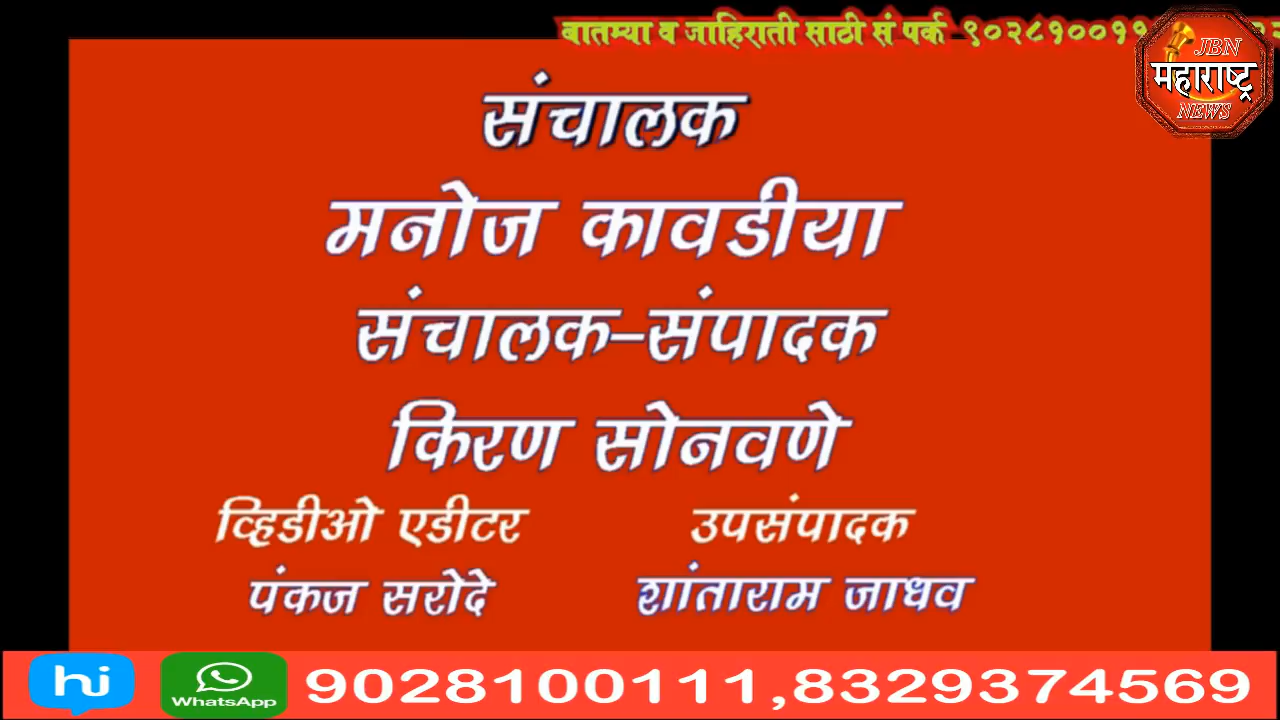 बातम्या व जाहिराती साठी सं पर्क ९०२८१००११
JBN
महाराष्ट्र
NEWS
संचालक
मनोज कावडीया
संचालक-संपादक
किरण सोनवणे
व्हिडीओ एडीटर उपसंपादक
पंकज सरोदे शांताराम जाधव
hi WhatsApp 9028100111,8329374569